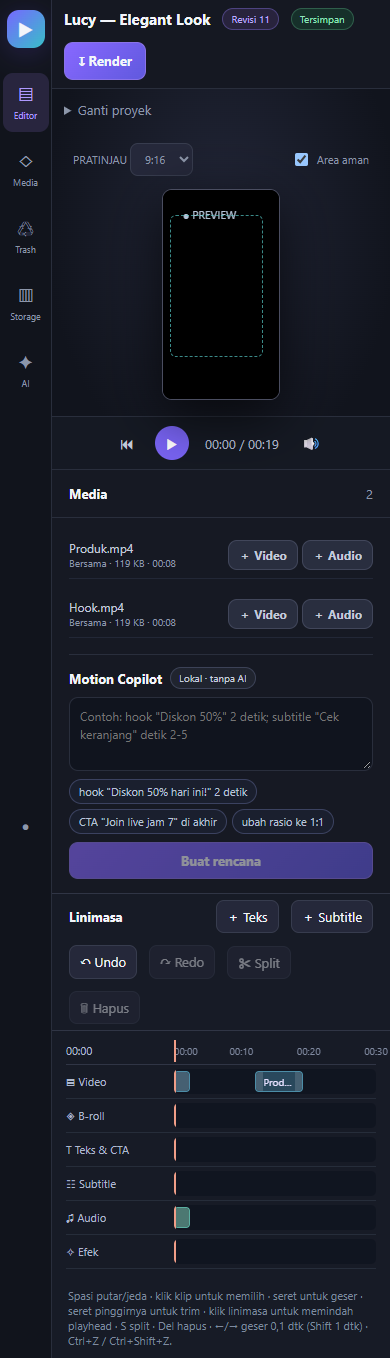 Lucy — Elegant Look
Revisi 11
Tersimpan
Render
Editor
Media
Trash
Storage
AI
Ganti proyek
PRATINJAU
9:16
Area aman
PREVIEW
00:00 / 00:19
Media
2
Produk.mp4
Bersama · 119 KB · 00:08
+ Video
+ Audio
Hook.mp4
Bersama · 119 KB · 00:08
+ Video
+ Audio
Motion Copilot
Lokal · tanpa AI
Contoh: hook "Diskon 50%" 2 detik; subtitle "Cek
keranjang" detik 2-5
hook "Diskon 50% hari ini!" 2 detik
CTA "Join live jam 7" di akhir
ubah rasio ke 1:1
Buat rencana
Linimasa
+ Teks
+ Subtitle
Undo
Redo
Split
Hapus
00:00
00:00 00:10 00:20 00:30
Video
Prod...
B-roll
T Teks & CTA
Subtitle
Audio
Efek
Spasi putar/jeda · klik klip untuk memilih · seret untuk geser ·
seret pinggirnya untuk trim · klik linimasa untuk memindah
playhead · S split · Del hapus · ←/→ geser 0,1 dtk (Shift 1 dtk) ·
Ctrl+Z / Ctrl+Shift+Z.